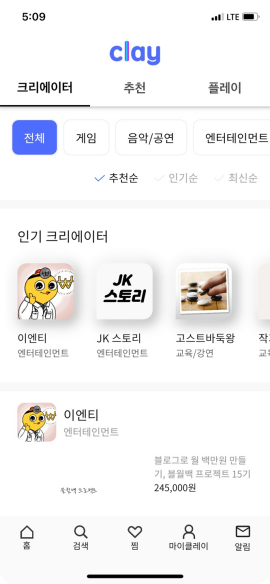 5:09
LTE
clay
크리에이터 추천 플레이
전체 게임 음악/공연 엔터테인먼트
추천순 인기순 최신순
인기 크리에이터
JK
스토리
이엔티 JK 스토리 고스트바둑왕
엔터테인먼트 엔터테인먼트 교육/강연
이엔티
엔터테인먼트
블로그로 월 백만원 만들
기, 블월백 프로젝트 15기
245,000원
홈 검색 찜 마이클레이 알림